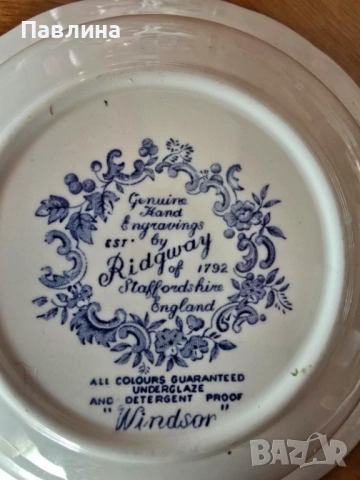 Павлина
Genuine
Hand
Engravings
EST. by
Ridgway
of 1792
Staffordshire
England
ALL COLOURS GUARANTEED
UNDERGLAZE
AND DETERGENT PROOF
"Windsor"
BAZAR